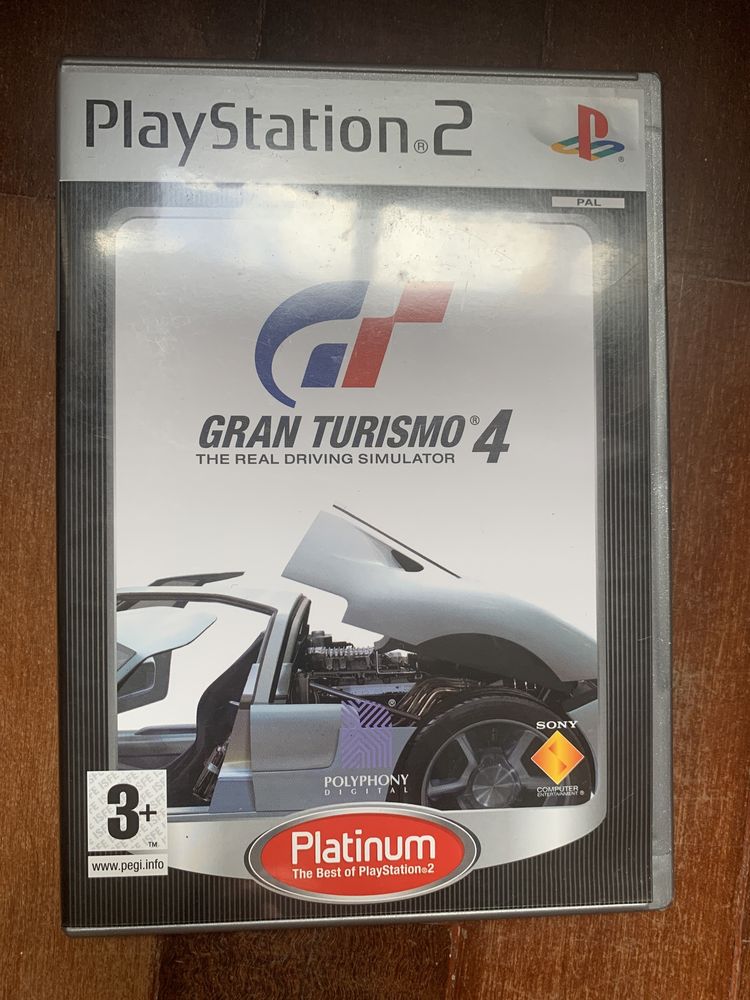 PlayStation®2
PAL
GRAN TURISMO®4
THE REAL DRIVING SIMULATOR
®
POLYPHONY
DIGITAL
SONY
COMPUTER
ENTERTAINMENT®
3+
™
www.pegi.info
Platinum
The Best of PlayStation®2